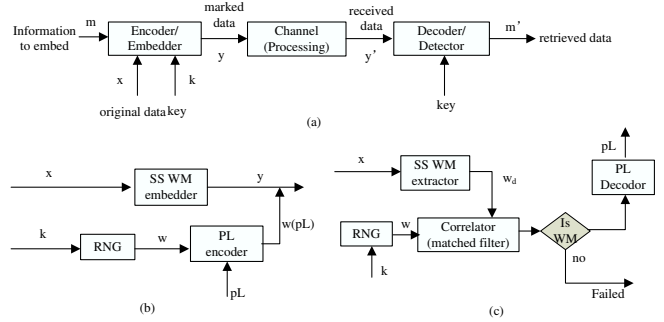 Information
to embed
m
Encoder/
Embedder
marked
data
y
Channel
(Processing)
received
data
y’
Decoder/
Detector
m’
retrieved data
x
k
original data key
key
(a)
x
SS WM
embedder
y
k
RNG
w
PL
encoder
w(pL)
pL
(b)
x
SS WM
extractor
wd
RNG
w
k
Correlator
(matched filter)
Is
WM
no
Failed
PL
Decodor
pL
(c)